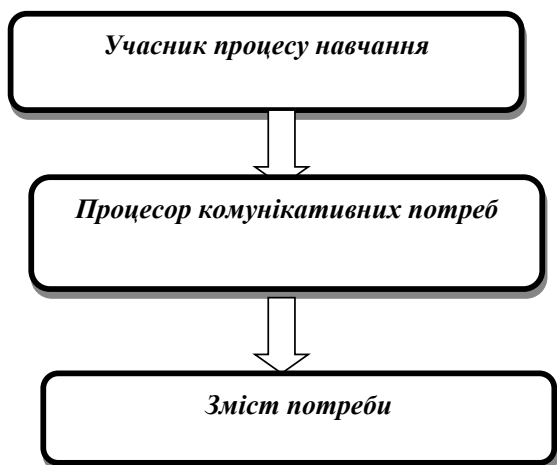 Учасник процесу навчання
Процесор комунікативних потреб
Зміст потреби